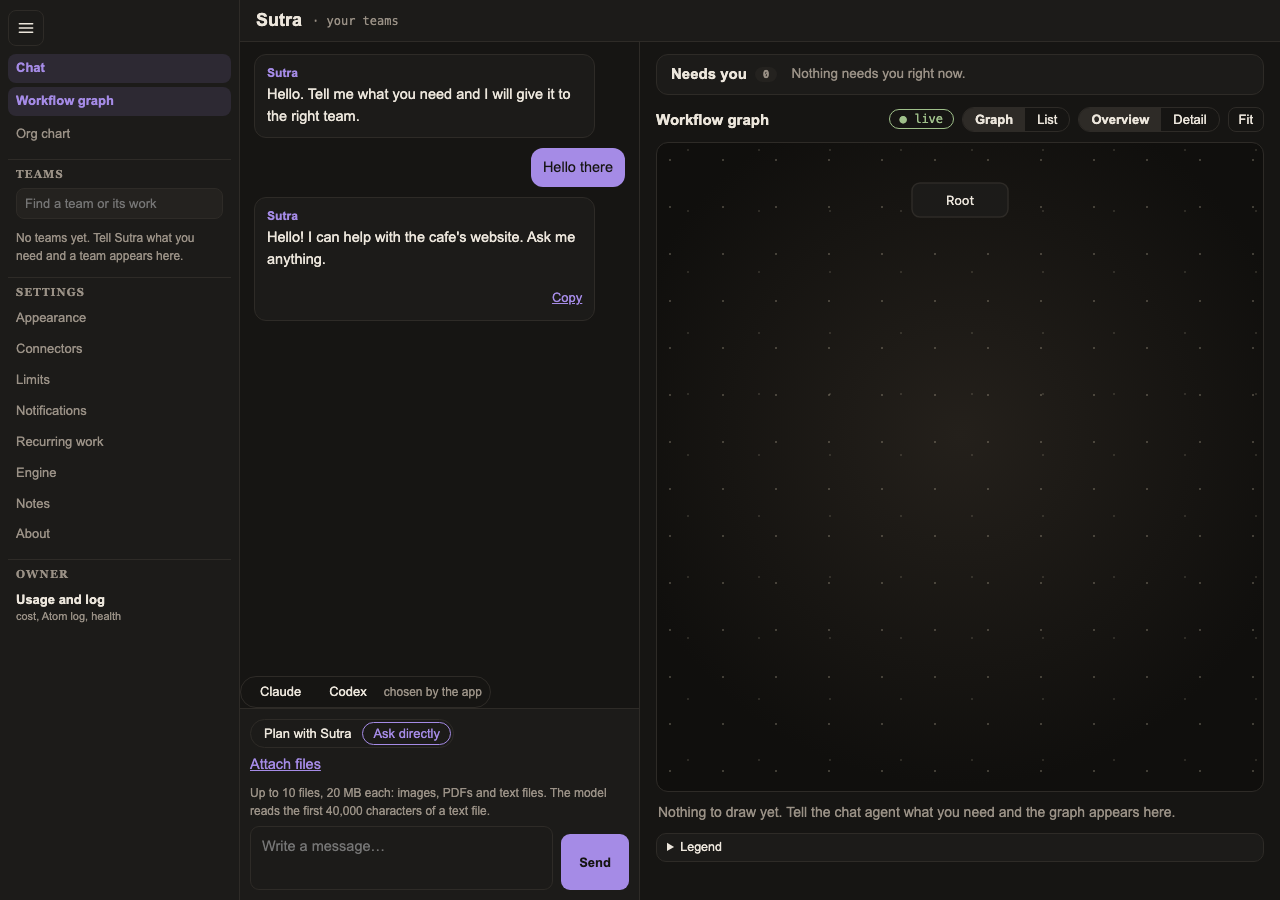 Chat
Workflow graph
Org chart
TEAMS
Find a team or its work
No teams yet. Tell Sutra what you
need and a team appears here.
SETTINGS
Appearance
Connectors
Limits
Notifications
Recurring work
Engine
Notes
About
OWNER
Usage and log
cost, Atom log, health
Sutra · your teams
Sutra
Hello. Tell me what you need and I will give it to
the right team.
Hello there
Sutra
Hello! I can help with the cafe's website. Ask me
anything.
Copy
Claude Codex chosen by the app
Plan with Sutra Ask directly
Attach files
Up to 10 files, 20 MB each: images, PDFs and text files. The model
reads the first 40,000 characters of a text file.
Write a message…
Send
Needs you 0 Nothing needs you right now.
Workflow graph live Graph List Overview Detail Fit
Root
Nothing to draw yet. Tell the chat agent what you need and the graph appears here.
Legend